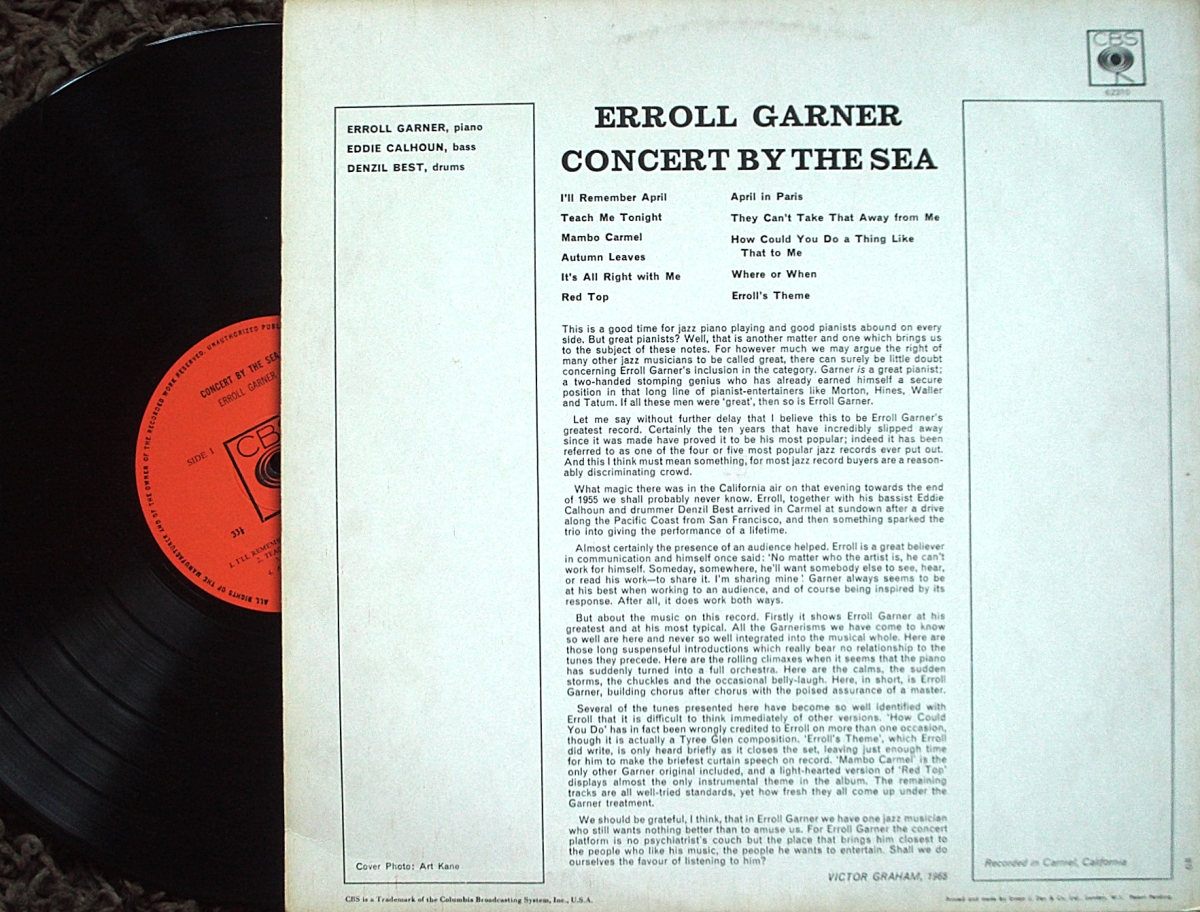 CBS
ERROLL GARNER
CONCERT BY THE SEA
ERROLL GARNER, piano
EDDIE CALHOUN, bass
DENZIL BEST, drums
I'll Remember April
Teach Me Tonight
Mambo Carmel
Autumn Leaves
It's All Right with Me
Red Top
April in Paris
They Can't Take That Away from Me
How Could You Do a Thing Like
That to Me
Where or When
Erroll's Theme
This is a good time for jazz piano playing and good pianists abound on every
side. But great pianists? Well, that is another matter and one which brings us
to the subject of these notes. For however much we may argue the right of
many other jazz musicians to be called great, there can surely be little doubt
concerning Erroll Garner's inclusion in the category. Garner is a great pianist;
a two-handed stomping genius who has already earned himself a secure
position in that long line of pianist-entertainers like Morton, Hines, Waller
and Tatum. If all these men were 'great', then so is Erroll Garner.
Let me say without further delay that I believe this to be Erroll Garner's
greatest record. Certainly the ten years that have incredibly slipped away
since it was made have proved it to be his most popular; indeed it has been
referred to as one of the four or five most popular jazz records ever put out.
And this I think must mean something, for most jazz record buyers are a reason-
ably discriminating crowd.
What magic there was in the California air on that evening towards the end
of 1955 we shall probably never know. Erroll, together with his bassist Eddie
Calhoun and drummer Denzil Best arrived in Carmel at sundown after a drive
along the Pacific Coast from San Francisco, and then something sparked the
trio into giving the performance of a lifetime.
Almost certainly the presence of an audience helped. Erroll is a great believer
in communication and himself once said: 'No matter who the artist is, he can't
work for himself. Someday, somewhere, he'll want somebody else to see, hear,
or read his work—to share it. I'm sharing mine'. Garner always seems to be
at his best when working to an audience, and of course being inspired by its
response. After all, it does work both ways.
But about the music on this record. Firstly it shows Erroll Garner at his
greatest and at his most typical. All the Garnerisms we have come to know
so well are here and never so well integrated into the musical whole. Here are
those long suspenseful introductions which really bear no relationship to the
tunes they precede. Here are the rolling climaxes when it seems that the piano
has suddenly turned into a full orchestra. Here are the calms, the sudden
storms, the chuckles and the occasional belly-laugh. Here, in short, is Erroll
Garner, building chorus after chorus with the poised assurance of a master.
Several of the tunes presented here have become so well identified with
Erroll that it is difficult to think immediately of other versions. 'How Could
You Do' has in fact been wrongly credited to Erroll on more than one occasion,
though it is actually a Tyree Glen composition. 'Erroll's Theme', which Erroll
did write, is only heard briefly as it closes the set, leaving just enough time
for him to make the briefest curtain speech on record. 'Mambo Carmel' is the
only other Garner original included, and a light-hearted version of 'Red Top'
displays almost the only instrumental theme in the album. The remaining
tracks are all well-tried standards, yet how fresh they all come up under the
Garner treatment.
We should be grateful, I think, that in Erroll Garner we have one jazz musician
who still wants nothing better than to amuse us. For Erroll Garner the concert
platform is no psychiatrist's couch but the place that brings him closest to
the people who like his music, the people he wants to entertain. Shall we do
ourselves the favour of listening to him?
VICTOR GRAHAM, 1965
Cover Photo: Art Kane
Recorded in Carmel, California
CBS is a Trademark of the Columbia Broadcasting System, Inc., U.S.A.
ALL RIGHTS OF THE MANUFACTURER AND OF THE OWNER OF THE RECORDED WORK RESERVED. UNAUTHORIZED
CONCERT BY THE SEA
ERROLL GARNER,
SIDE 1
CBS
33⅓